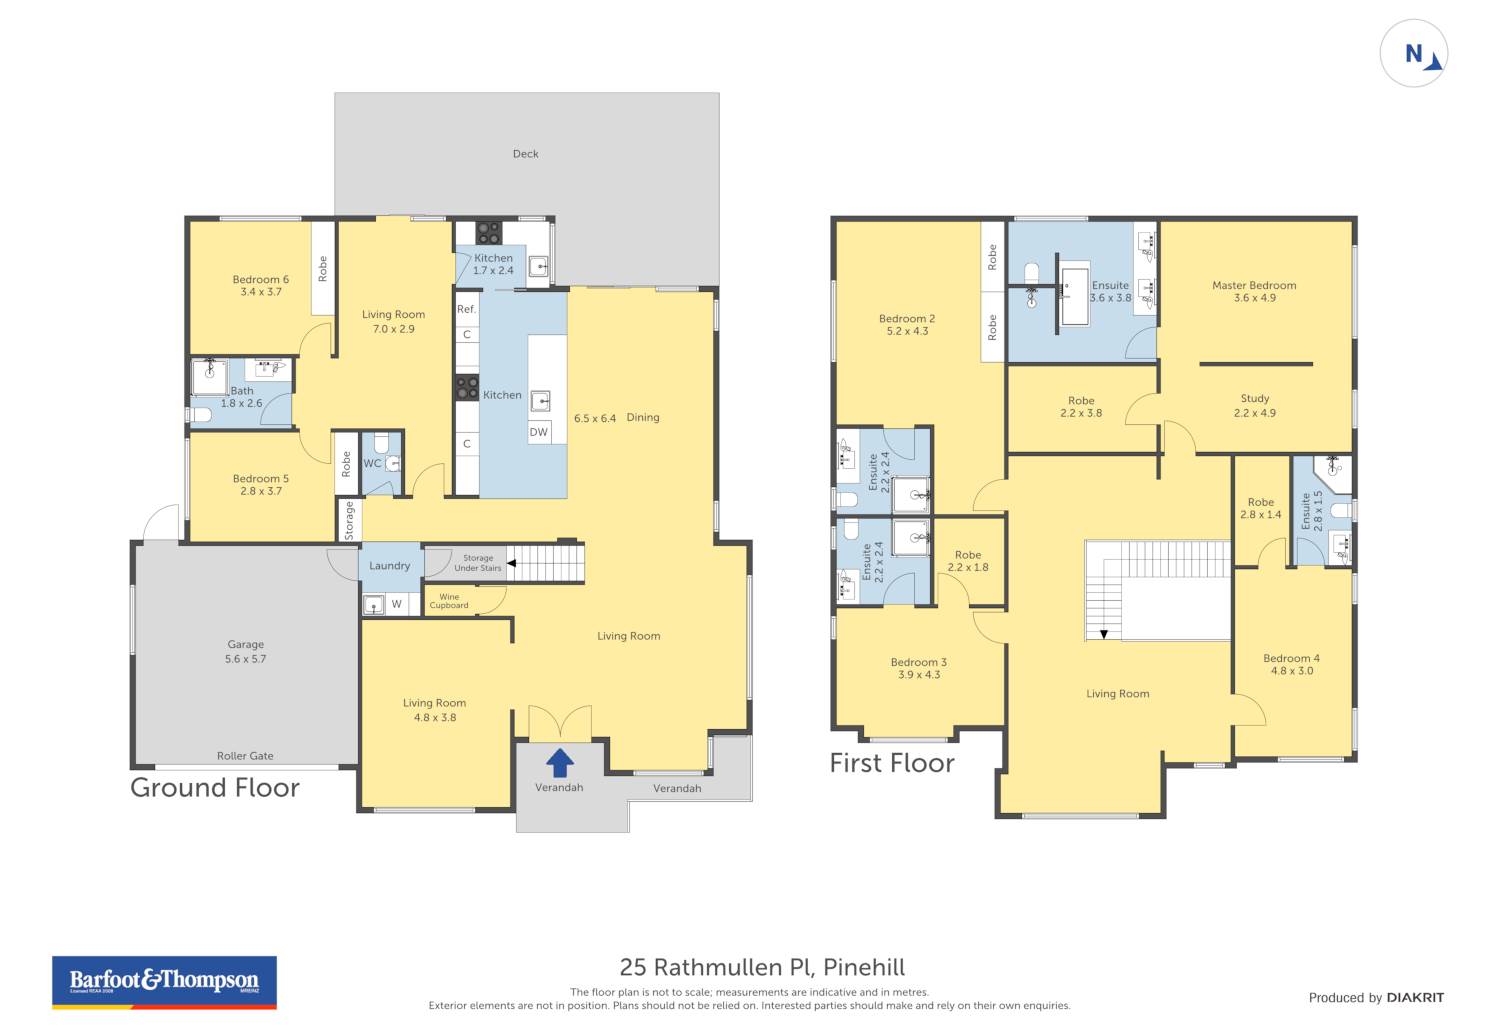 N
Deck
Bedroom 6
3.4 x 3.7
Robe
Living Room
7.0 x 2.9
Kitchen
1.7 x 2.4
Ref.
C
Kitchen
DW
C
6.5 x 6.4 Dining
Bath
1.8 x 2.6
Bedroom 5
2.8 x 3.7
Robe
WC
Storage
Laundry
W
Storage
Under Stairs
Wine
Cupboard
Garage
5.6 x 5.7
Roller Gate
Living Room
4.8 x 3.8
Living Room
Verandah
Verandah
Ground Floor
Bedroom 2
5.2 x 4.3
Robe
Robe
Ensuite
3.6 x 3.8
Master Bedroom
3.6 x 4.9
Robe
2.2 x 3.8
Study
2.2 x 4.9
Ensuite
2.2 x 2.4
Ensuite
2.2 x 2.4
Robe
2.2 x 1.8
Robe
2.8 x 1.4
Ensuite
2.8 x 1.5
Bedroom 3
3.9 x 4.3
Living Room
Bedroom 4
4.8 x 3.0
First Floor
Barfoot&Thompson
Licensed REAA 2008
MREINZ
25 Rathmullen Pl, Pinehill
The floor plan is not to scale; measurements are indicative and in metres.
Exterior elements are not in position. Plans should not be relied on. Interested parties should make and rely on their own enquiries.
Produced by DIAKRIT